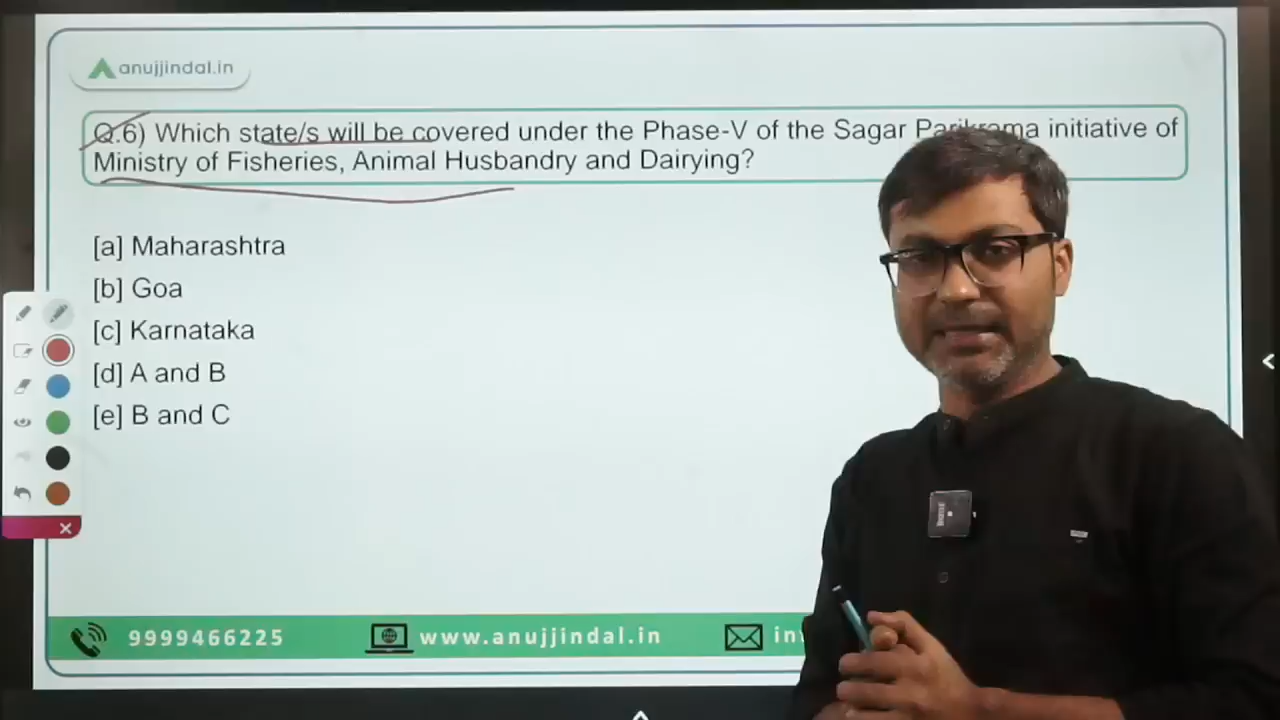 anujjindal.in
Q.6) Which state/s will be covered under the Phase-V of the Sagar Parikrama initiative of
Ministry of Fisheries, Animal Husbandry and Dairying?
[a] Maharashtra
[b] Goa
[c] Karnataka
[d] A and B
[e] B and C
9999466225 www.anujjindal.in